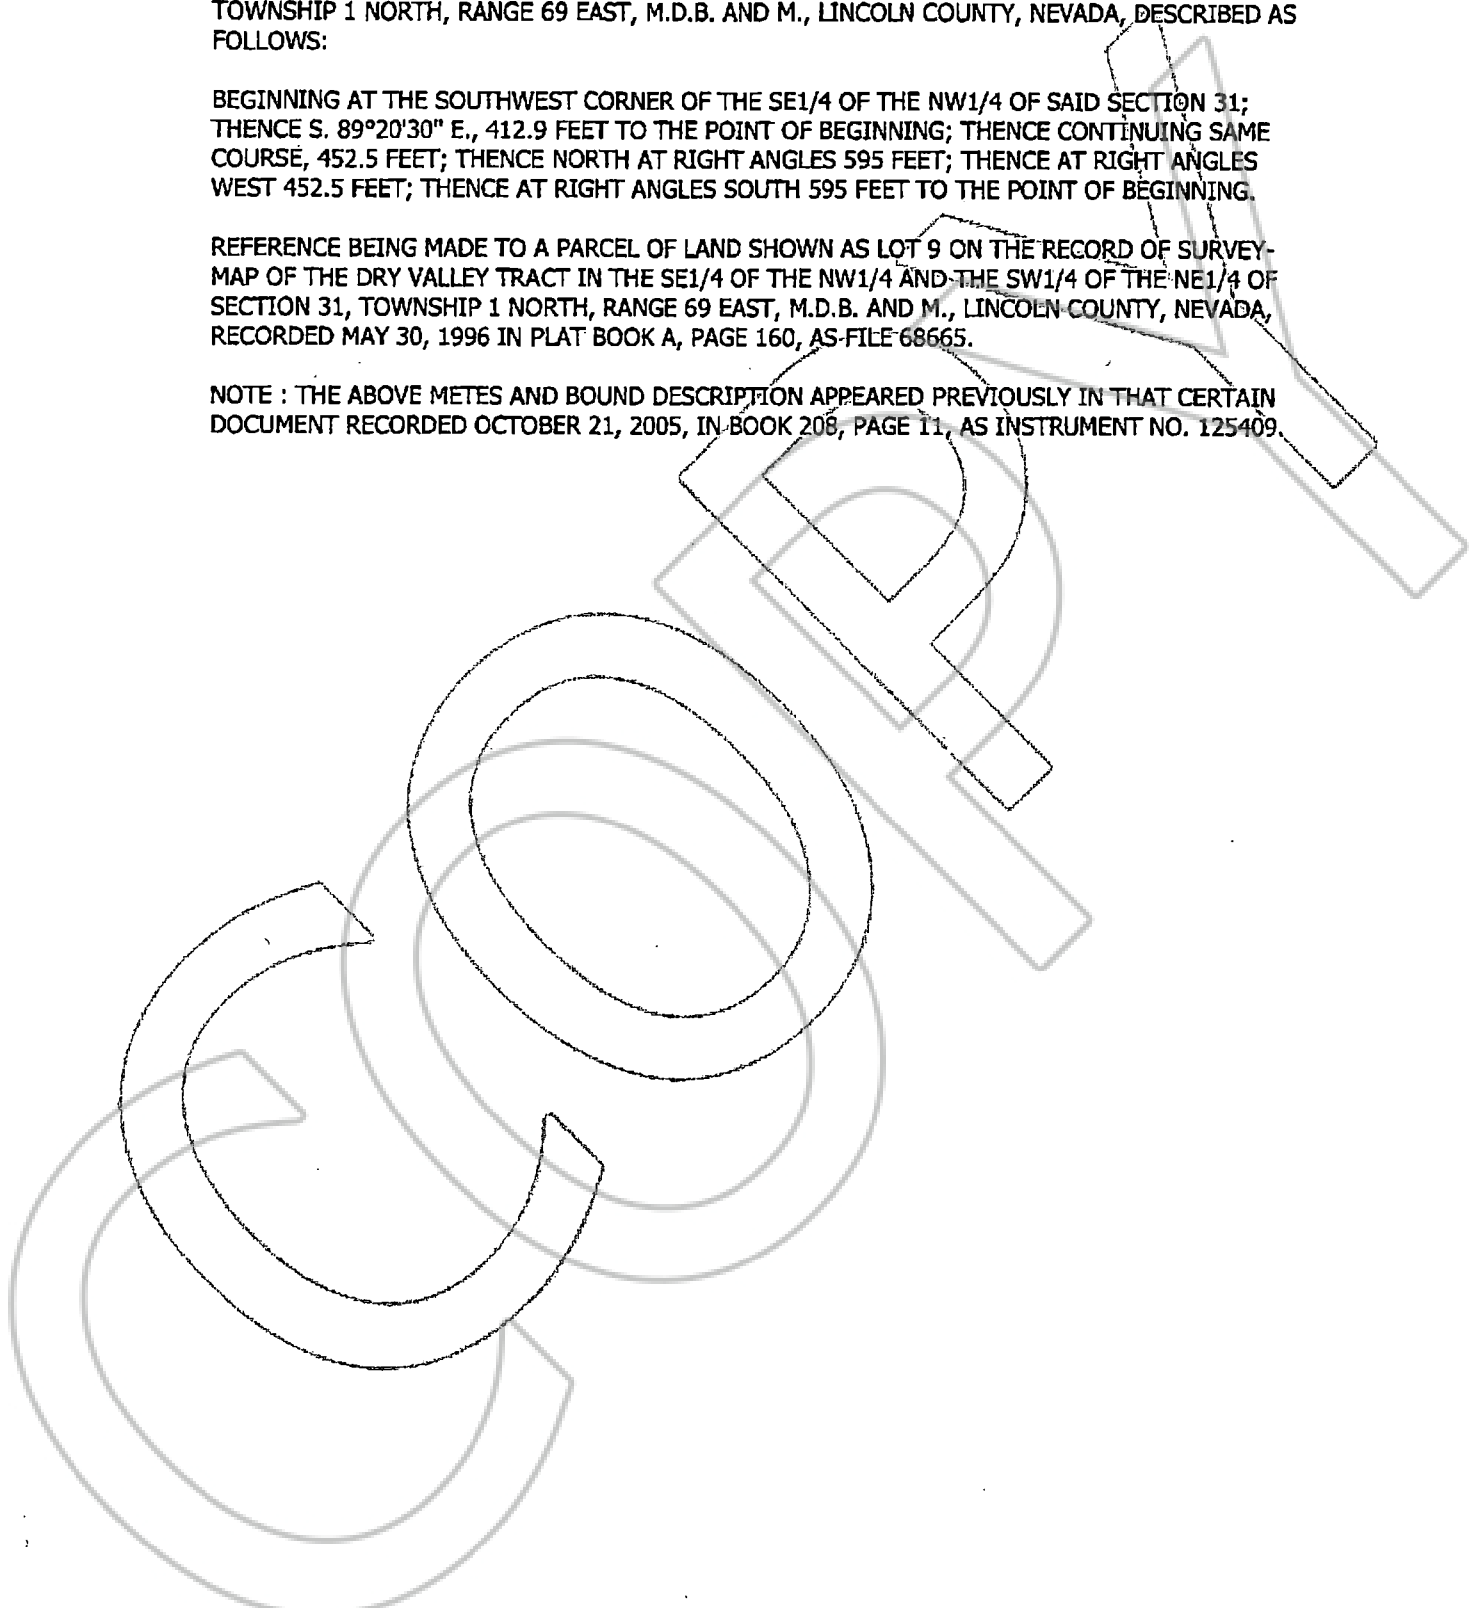 TOWNSHIP 1 NORTH, RANGE 69 EAST, M.D.B. AND M., LINCOLN COUNTY, NEVADA, DESCRIBED AS
FOLLOWS:
BEGINNING AT THE SOUTHWEST CORNER OF THE SE1/4 OF THE NW1/4 OF SAID SECTION 31;
THENCE S. 89°20'30" E., 412.9 FEET TO THE POINT OF BEGINNING; THENCE CONTINUING SAME
COURSE, 452.5 FEET; THENCE NORTH AT RIGHT ANGLES 595 FEET; THENCE AT RIGHT ANGLES
WEST 452.5 FEET; THENCE AT RIGHT ANGLES SOUTH 595 FEET TO THE POINT OF BEGINNING.
REFERENCE BEING MADE TO A PARCEL OF LAND SHOWN AS LOT 9 ON THE RECORD OF SURVEY
MAP OF THE DRY VALLEY TRACT IN THE SE1/4 OF THE NW1/4 AND THE SW1/4 OF THE NE1/4 OF
SECTION 31, TOWNSHIP 1 NORTH, RANGE 69 EAST, M.D.B. AND M., LINCOLN COUNTY, NEVADA,
RECORDED MAY 30, 1996 IN PLAT BOOK A, PAGE 160, AS FILE 68665.
NOTE : THE ABOVE METES AND BOUND DESCRIPTION APPEARED PREVIOUSLY IN THAT CERTAIN
DOCUMENT RECORDED OCTOBER 21, 2005, IN BOOK 208, PAGE 11, AS INSTRUMENT NO. 125409.
COPY
COPY